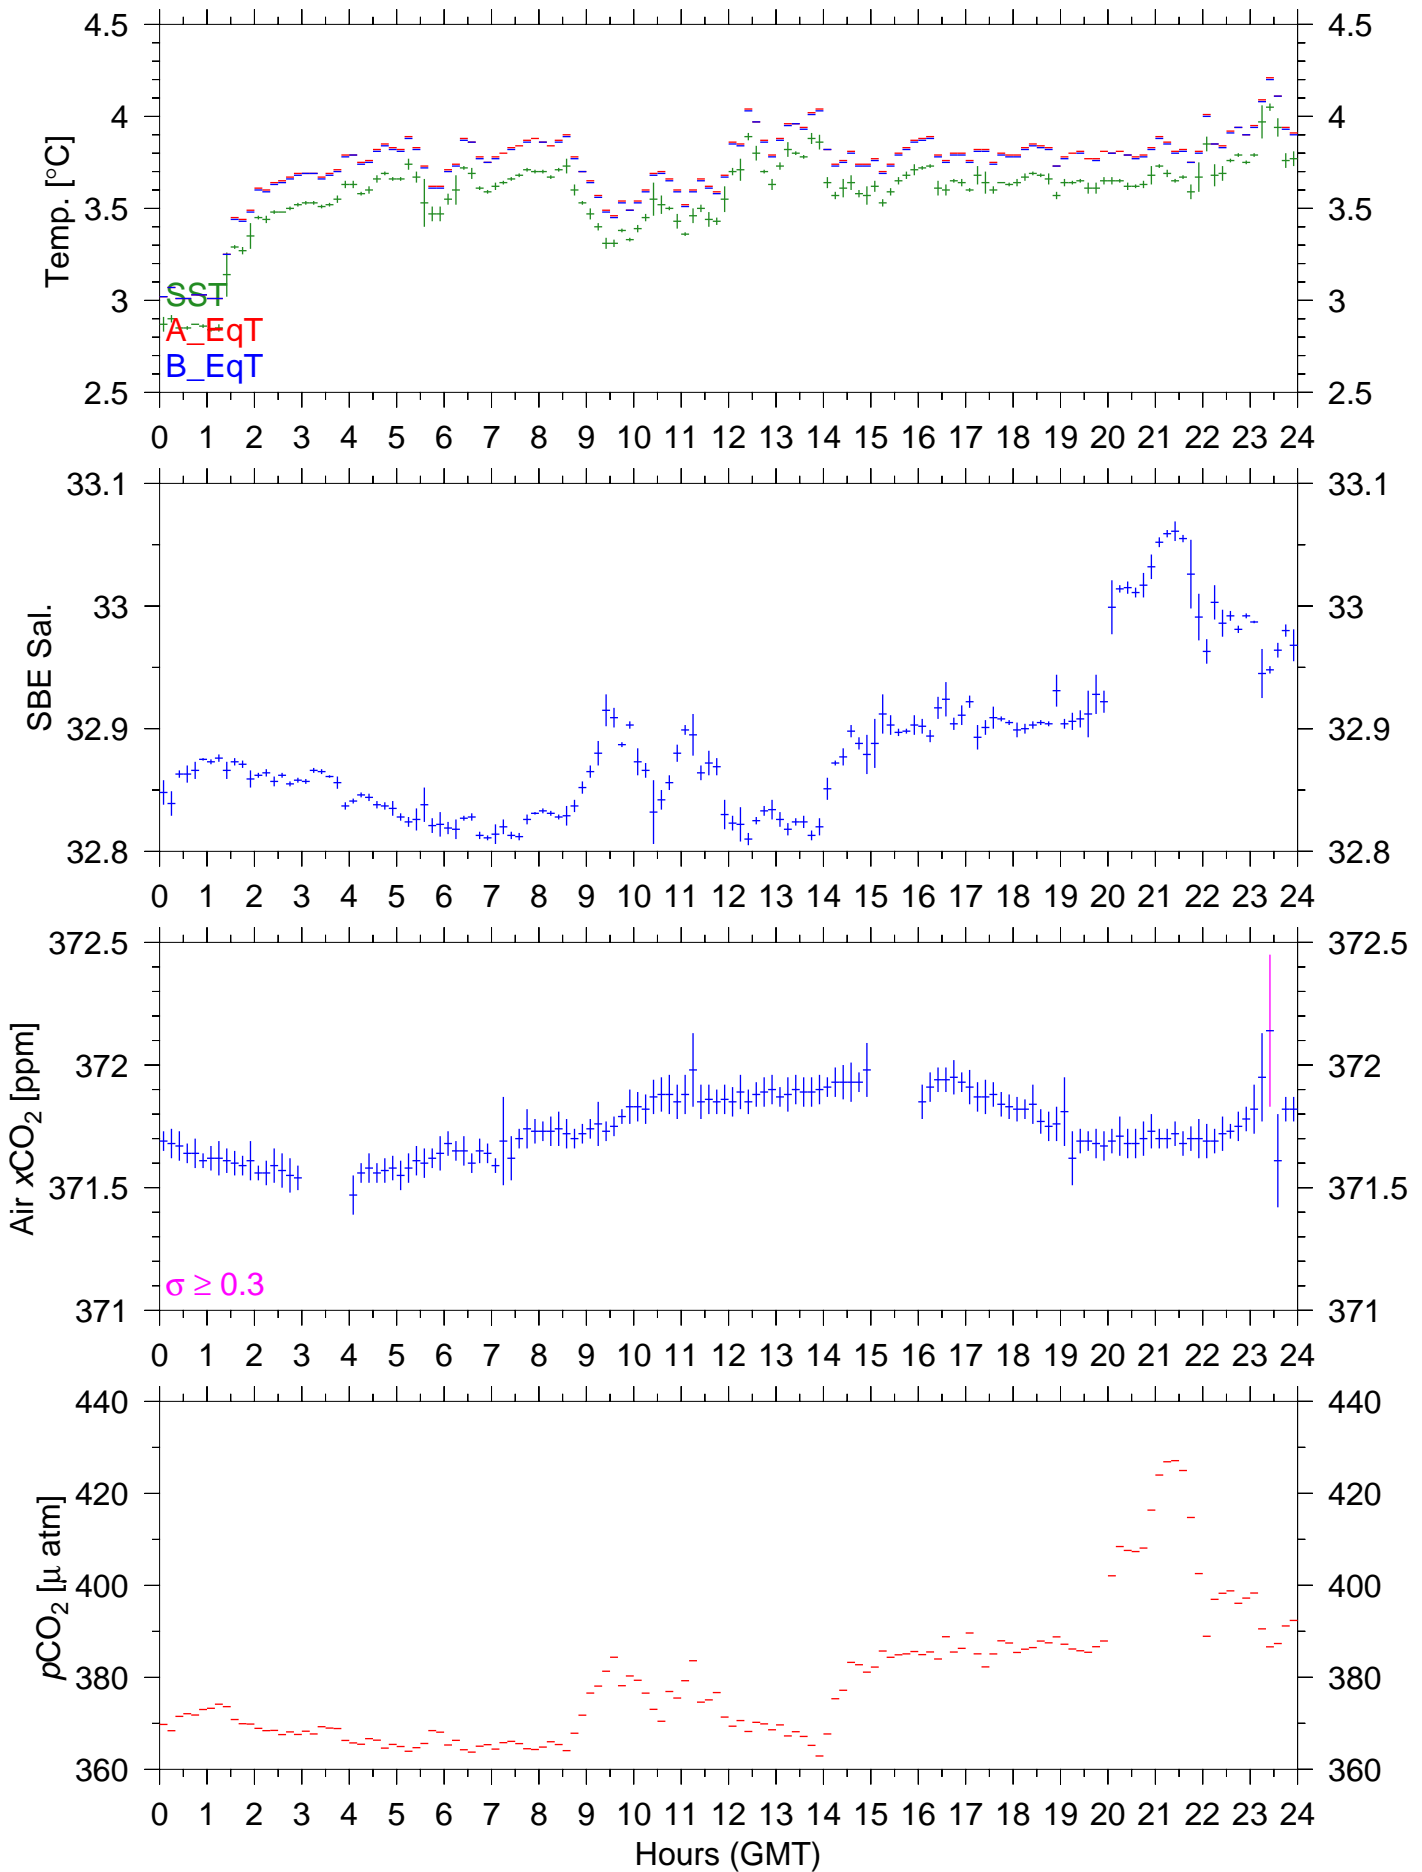 4.5 4.5
4 4
3.5 3.5
3 3
2.5 2.5
Temp. [°C]
SST
A_EqT
B_EqT
0 1 2 3 4 5 6 7 8 9 10 11 12 13 14 15 16 17 18 19 20 21 22 23 24
33.1 33.1
33 33
32.9 32.9
32.8 32.8
SBE Sal.
0 1 2 3 4 5 6 7 8 9 10 11 12 13 14 15 16 17 18 19 20 21 22 23 24
372.5 372.5
372 372
371.5 371.5
371 371
Air xCO₂ [ppm]
σ ≥ 0.3
0 1 2 3 4 5 6 7 8 9 10 11 12 13 14 15 16 17 18 19 20 21 22 23 24
440 440
420 420
400 400
380 380
360 360
pCO₂ [μ atm]
0 1 2 3 4 5 6 7 8 9 10 11 12 13 14 15 16 17 18 19 20 21 22 23 24
Hours (GMT)